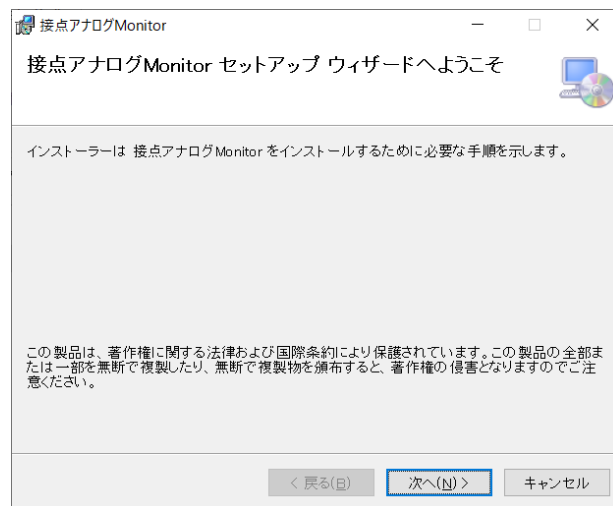 接点アナログMonitor
接点アナログMonitor セットアップ ウィザードへようこそ
インストーラーは 接点アナログMonitor をインストールするために必要な手順を示します。
この製品は、著作権に関する法律および国際条約により保護されています。この製品の全部ま
たは一部を無断で複製したり、無断で複製物を頒布すると、著作権の侵害となりますのでご注
意ください。
< 戻る(B) 次へ(N) > キャンセル